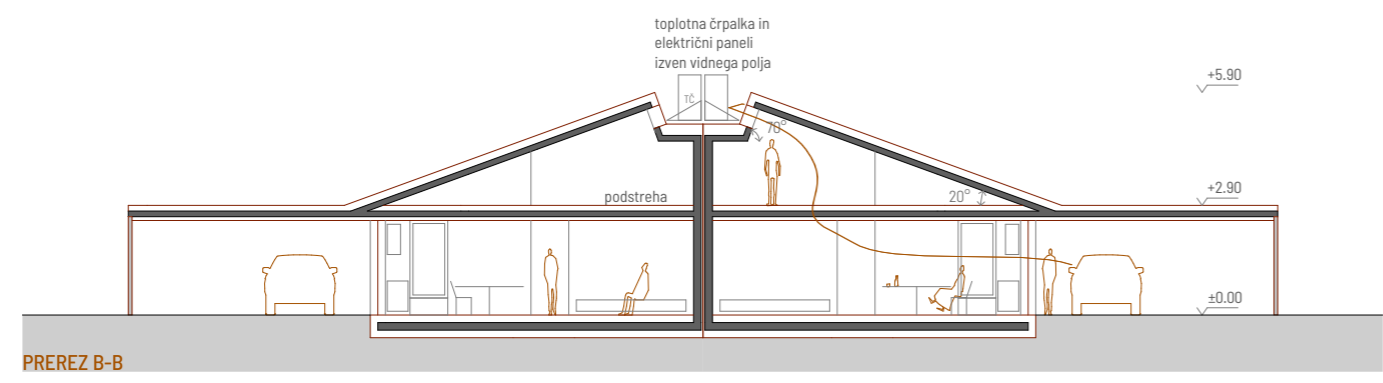 toplotna črpalka in
električni paneli
izven vidnega polja
+5.90
TČ
70°
podstreha
20°
+2.90
±0.00
PREREZ B-B